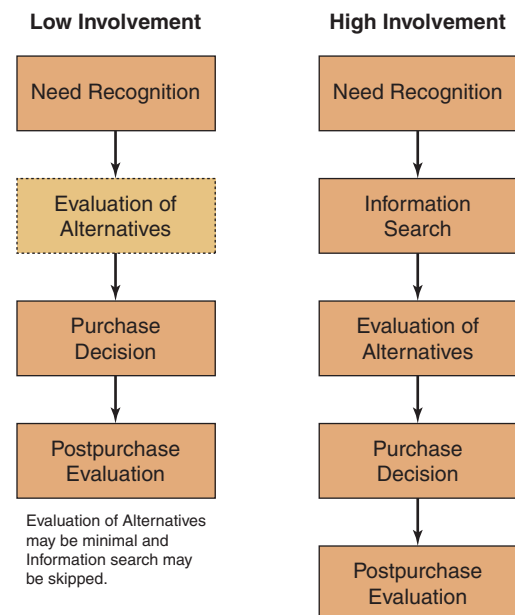 Low Involvement
Need Recognition
Evaluation of
Alternatives
Purchase
Decision
Postpurchase
Evaluation
Evaluation of Alternatives
may be minimal and
Information search may
be skipped.
High Involvement
Need Recognition
Information
Search
Evaluation of
Alternatives
Purchase
Decision
Postpurchase
Evaluation